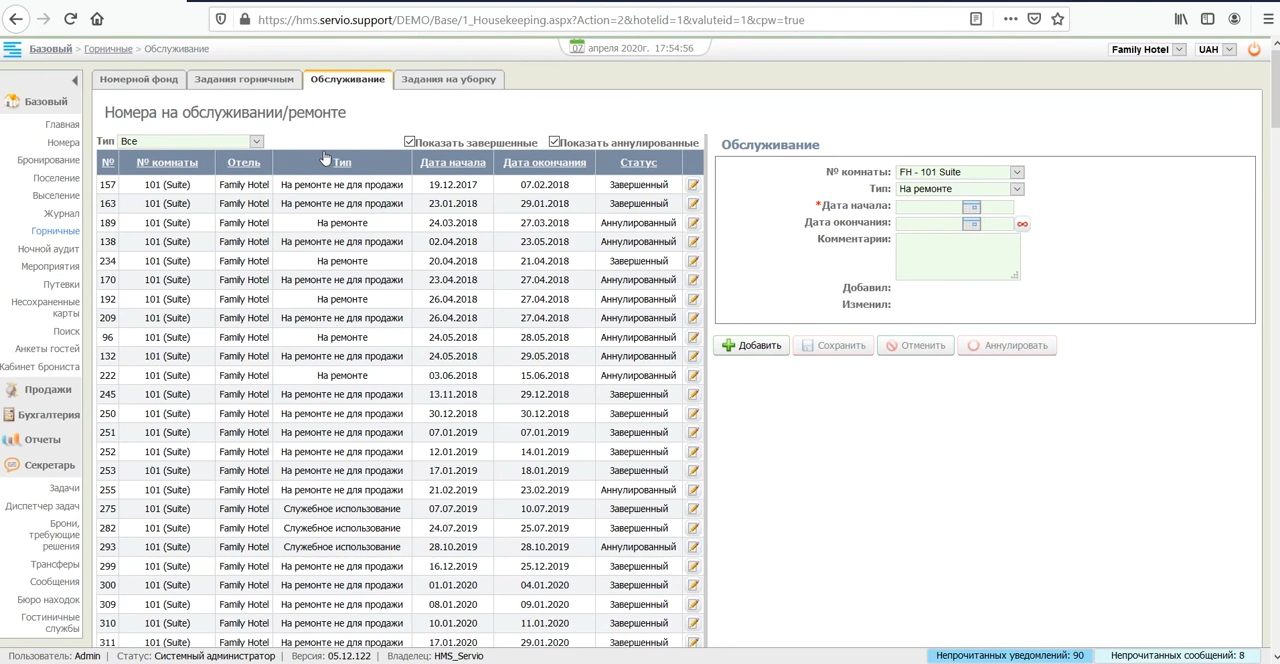 https://hms.servio.support/DEMO/Base/1_Housekeeping.aspx?Action=2&hotelid=1&valuteid=1&cpw=true
Базовый > Горничные > Обслуживание
07 апреля 2020г. 17:54:56
Family Hotel UAH
Базовый
Главная
Номера
Бронирование
Поселение
Выселение
Журнал
Горничные
Ночной аудит
Мероприятия
Путевки
Несохраненные
карты
Поиск
Анкеты гостей
Кабинет брониста
Продажи
Бухгалтерия
Отчеты
Секретарь
Задачи
Диспетчер задач
Брони,
требующие
решения
Трансферы
Сообщения
Бюро находок
Гостиничные
службы
Номерной фонд Задания горничным Обслуживание Задания на уборку
Номера на обслуживании/ремонте
Тип Все Показать завершенные Показать аннулированные
№ № комнаты Отель Тип Дата начала Дата окончания Статус
157 101 (Suite) Family Hotel На ремонте не для продажи 19.12.2017 07.02.2018 Завершенный
163 101 (Suite) Family Hotel На ремонте не для продажи 23.01.2018 29.01.2018 Завершенный
189 101 (Suite) Family Hotel На ремонте 24.03.2018 27.03.2018 Аннулированный
138 101 (Suite) Family Hotel На ремонте не для продажи 02.04.2018 23.05.2018 Аннулированный
234 101 (Suite) Family Hotel На ремонте 20.04.2018 21.04.2018 Завершенный
170 101 (Suite) Family Hotel На ремонте не для продажи 23.04.2018 27.04.2018 Аннулированный
192 101 (Suite) Family Hotel На ремонте 26.04.2018 27.04.2018 Аннулированный
209 101 (Suite) Family Hotel На ремонте не для продажи 26.04.2018 27.04.2018 Аннулированный
96 101 (Suite) Family Hotel На ремонте 24.05.2018 28.05.2018 Аннулированный
132 101 (Suite) Family Hotel На ремонте не для продажи 24.05.2018 29.05.2018 Аннулированный
222 101 (Suite) Family Hotel На ремонте 03.06.2018 15.06.2018 Аннулированный
245 101 (Suite) Family Hotel На ремонте не для продажи 13.11.2018 29.12.2018 Завершенный
250 101 (Suite) Family Hotel На ремонте не для продажи 30.12.2018 30.12.2018 Завершенный
251 101 (Suite) Family Hotel На ремонте не для продажи 07.01.2019 07.01.2019 Завершенный
252 101 (Suite) Family Hotel На ремонте не для продажи 12.01.2019 14.01.2019 Завершенный
253 101 (Suite) Family Hotel На ремонте не для продажи 17.01.2019 18.01.2019 Завершенный
255 101 (Suite) Family Hotel На ремонте не для продажи 21.02.2019 23.02.2019 Аннулированный
275 101 (Suite) Family Hotel Служебное использование 07.07.2019 10.07.2019 Завершенный
282 101 (Suite) Family Hotel Служебное использование 24.07.2019 25.07.2019 Завершенный
293 101 (Suite) Family Hotel Служебное использование 28.10.2019 28.10.2019 Аннулированный
299 101 (Suite) Family Hotel На ремонте не для продажи 16.12.2019 25.12.2019 Завершенный
300 101 (Suite) Family Hotel На ремонте не для продажи 01.01.2020 04.01.2020 Завершенный
309 101 (Suite) Family Hotel На ремонте не для продажи 08.01.2020 09.01.2020 Завершенный
310 101 (Suite) Family Hotel На ремонте не для продажи 10.01.2020 11.01.2020 Завершенный
311 101 (Suite) Family Hotel На ремонте не для продажи 17.01.2020 29.01.2020 Завершенный
Обслуживание
№ комнаты: FH - 101 Suite
Тип: На ремонте
*Дата начала:
Дата окончания:
Комментарии:
Добавил:
Изменил:
Добавить Сохранить Отменить Аннулировать
Пользователь: Admin | Статус: Системный администратор | Версия: 05.12.122 | Владелец: HMS_Servio Непрочитанных уведомлений: 90 Непрочитанных сообщений: 8